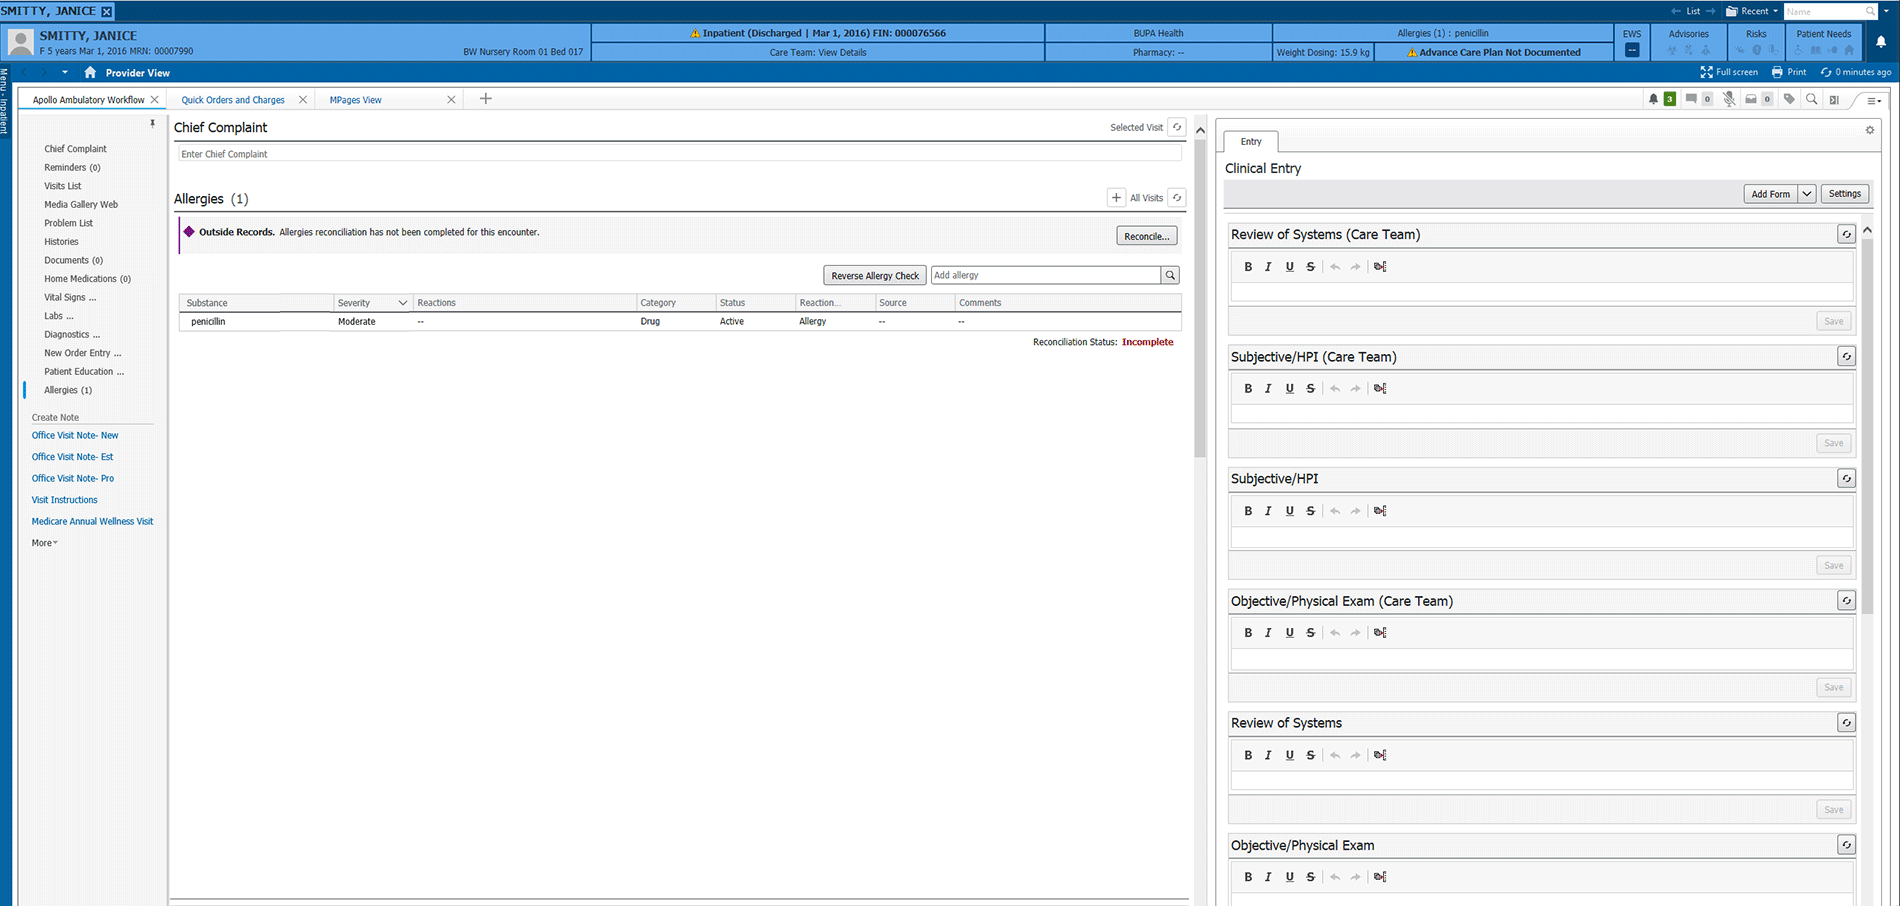 SMITTY, JANICE
List
Recent
Name
SMITTY, JANICE
F 5 years Mar 1, 2016 MRN: 00007990
BW Nursery Room 01 Bed 017
Inpatient (Discharged | Mar 1, 2016) FIN: 000076566
Care Team: View Details
BUPA Health
Pharmacy: --
Allergies (1) : penicillin
Weight Dosing: 15.9 kg
Advance Care Plan Not Documented
EWS
--
Advisories
Risks
Patient Needs
Menu - Inpatient
Provider View
Full screen
Print
0 minutes ago
Apollo Ambulatory Workflow
Quick Orders and Charges
MPages View
3
0
0
Chief Complaint
Reminders (0)
Visits List
Media Gallery Web
Problem List
Histories
Documents (0)
Home Medications (0)
Vital Signs ...
Labs ...
Diagnostics ...
New Order Entry ...
Patient Education ...
Allergies (1)
Create Note
Office Visit Note- New
Office Visit Note- Est
Office Visit Note- Pro
Visit Instructions
Medicare Annual Wellness Visit
More
Chief Complaint
Selected Visit
Enter Chief Complaint
Allergies (1)
All Visits
Outside Records. Allergies reconciliation has not been completed for this encounter.
Reconcile...
Reverse Allergy Check
Add allergy
Substance Severity Reactions Category Status Reaction... Source Comments
penicillin Moderate -- Drug Active Allergy -- --
Reconciliation Status: Incomplete
Entry
Clinical Entry
Add Form
Settings
Review of Systems (Care Team)
B I U S
Save
Subjective/HPI (Care Team)
B I U S
Save
Subjective/HPI
B I U S
Save
Objective/Physical Exam (Care Team)
B I U S
Save
Review of Systems
B I U S
Save
Objective/Physical Exam
B I U S